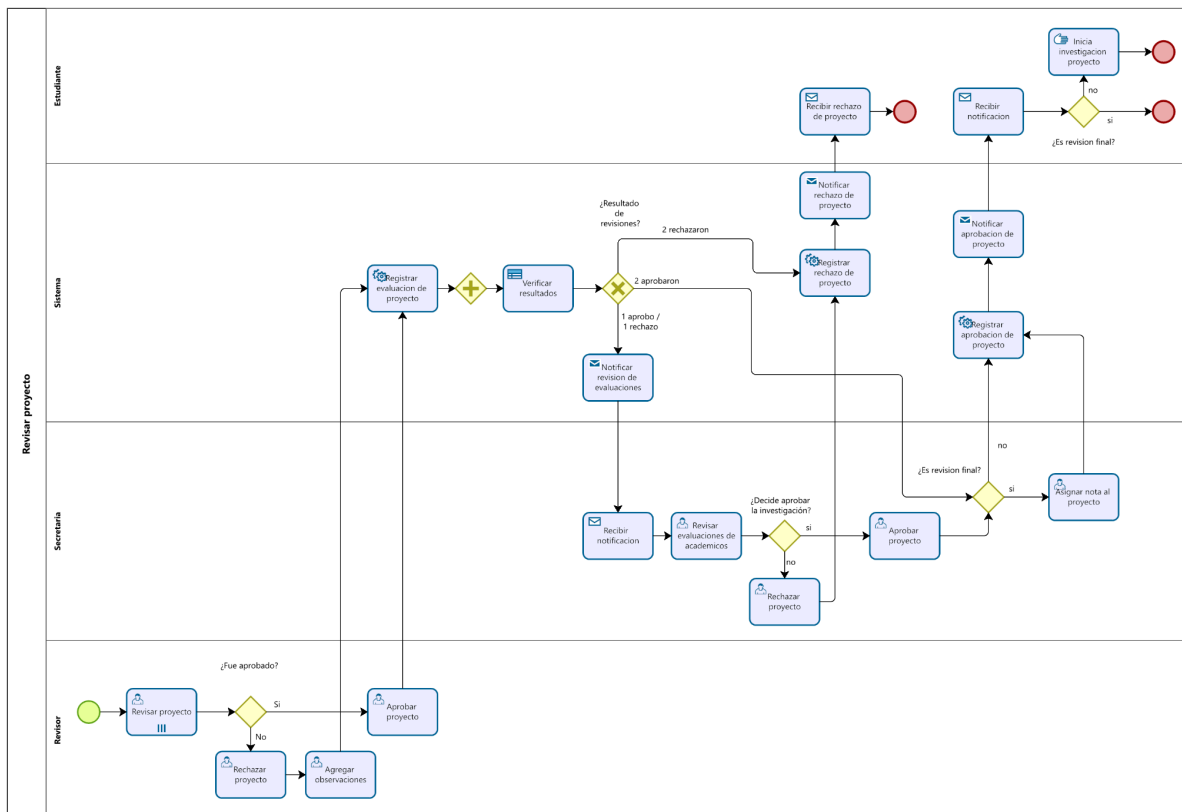 Revisar proyecto
Estudiante
Inicia
investigacion
proyecto
no
Recibir rechazo
de proyecto
Recibir
notificacion
si
¿Es revision final?
Sistema
Notificar
rechazo de
proyecto
¿Resultado
de
revisiones?
2 rechazaron
Notificar
aprobacion de
proyecto
Registrar
evaluacion de
proyecto
Verificar
resultados
2 aprobaron
Registrar
rechazo de
proyecto
1 aprobo /
1 rechazo
Registrar
aprobacion de
proyecto
Notificar
revision de
evaluaciones
Secretaria
no
¿Es revision final?
si
Asignar nota al
proyecto
¿Decide aprobar
la investigación?
Recibir
notificacion
Revisar
evaluaciones de
academicos
si
Aprobar
proyecto
no
Rechazar
proyecto
Revisor
¿Fue aprobado?
Revisar proyecto
Si
Aprobar
proyecto
No
Rechazar
proyecto
Agregar
observaciones